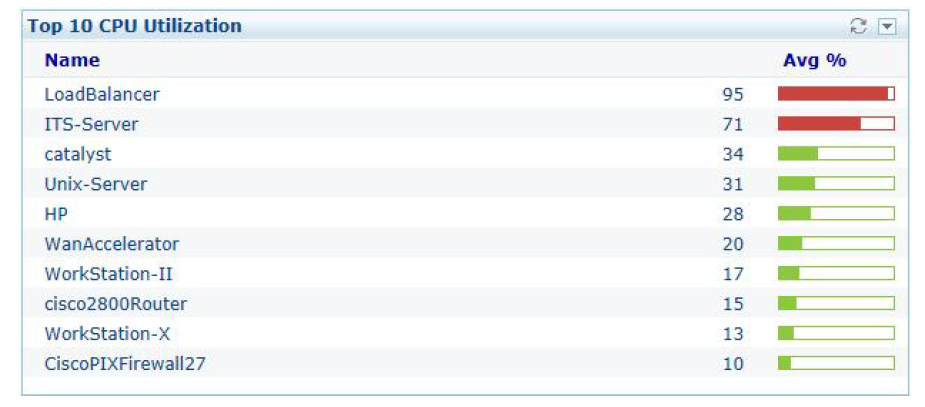 Top 10 CPU Utilization
Name Avg %
LoadBalancer 95
ITS-Server 71
catalyst 34
Unix-Server 31
HP 28
WanAccelerator 20
WorkStation-II 17
cisco2800Router 15
WorkStation-X 13
CiscoPIXFirewall27 10